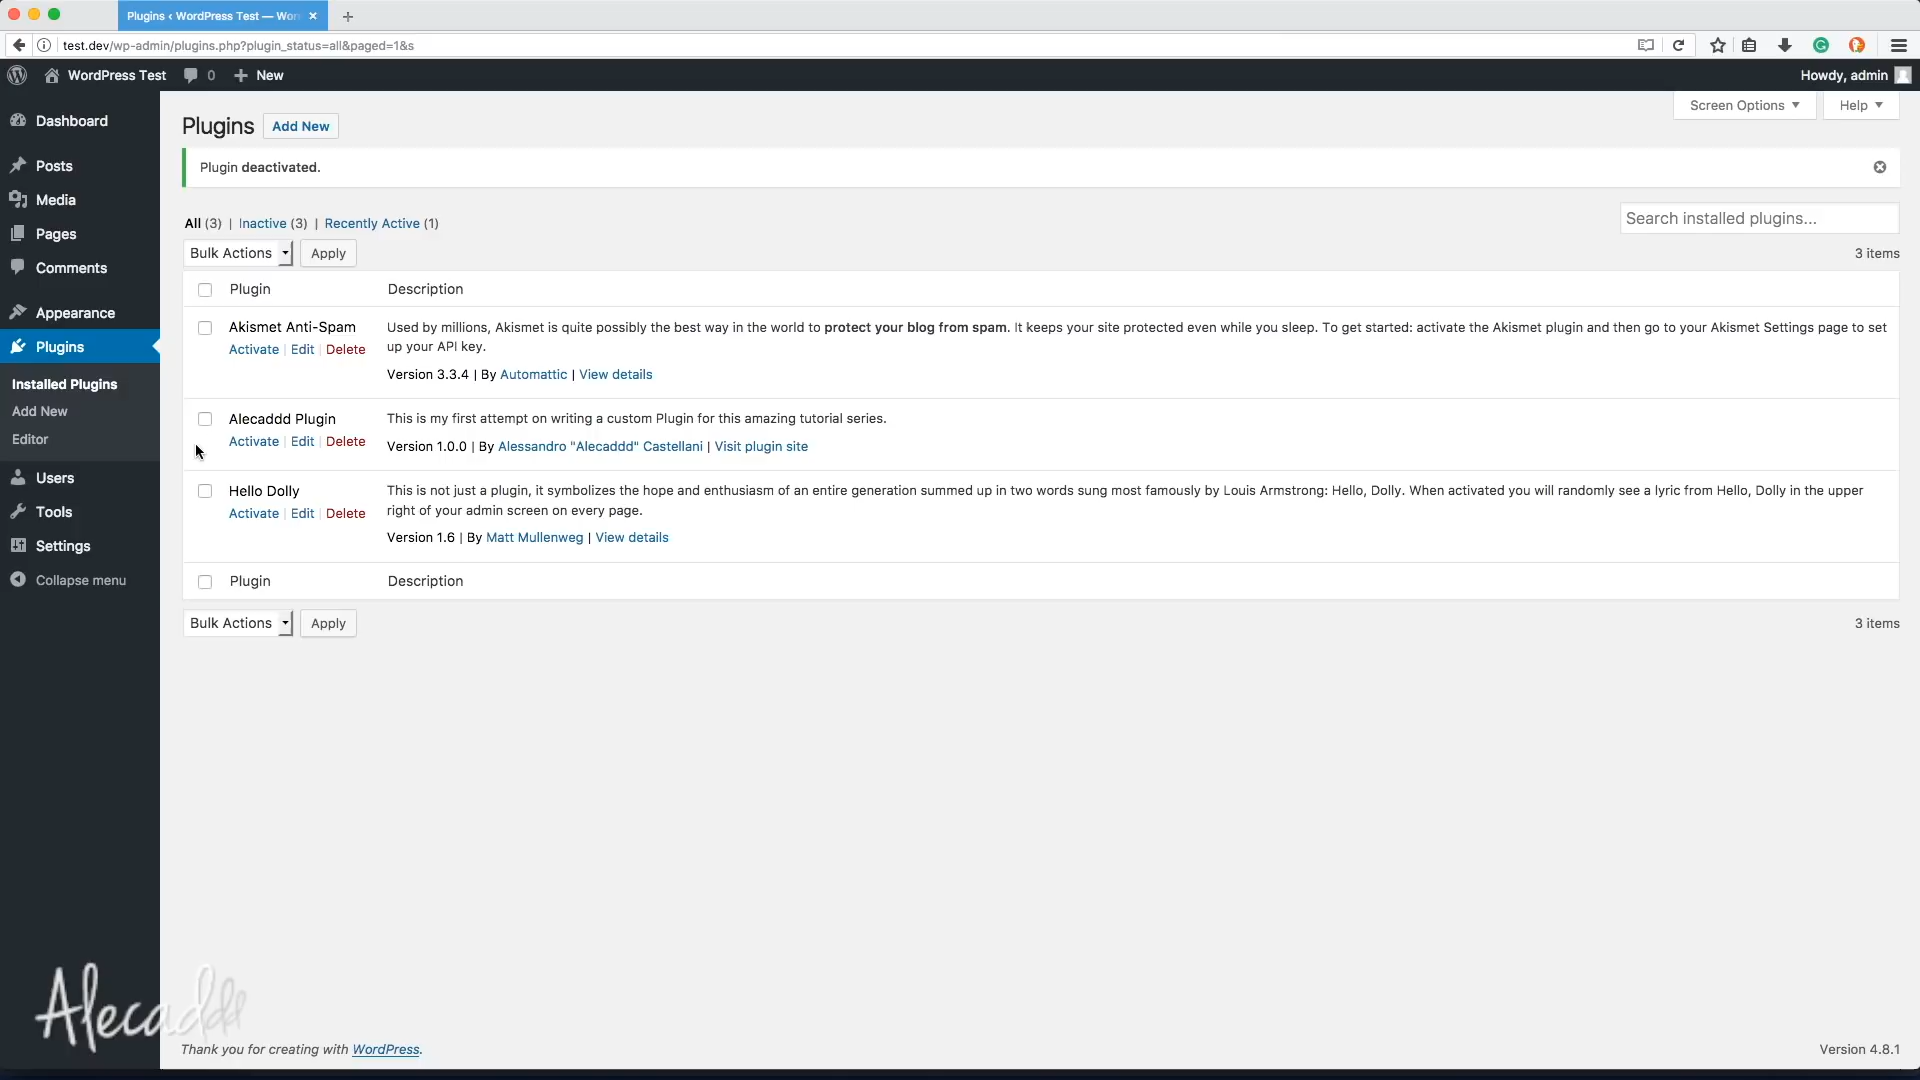 Plugins ‹ WordPress Test — Wor
test.dev/wp-admin/plugins.php?plugin_status=all&paged=1&s
WordPress Test 0 New
Howdy, admin
Dashboard
Posts
Media
Pages
Comments
Appearance
Plugins
Installed Plugins
Add New
Editor
Users
Tools
Settings
Collapse menu
Screen Options
Help
Plugins
Add New
Plugin deactivated.
All (3) | Inactive (3) | Recently Active (1)
Search installed plugins...
Bulk Actions
Apply
3 items
Plugin Description
Akismet Anti-Spam
Activate | Edit | Delete
Used by millions, Akismet is quite possibly the best way in the world to protect your blog from spam. It keeps your site protected even while you sleep. To get started: activate the Akismet plugin and then go to your Akismet Settings page to set
up your API key.
Version 3.3.4 | By Automattic | View details
Alecaddd Plugin
Activate | Edit | Delete
This is my first attempt on writing a custom Plugin for this amazing tutorial series.
Version 1.0.0 | By Alessandro "Alecaddd" Castellani | Visit plugin site
Hello Dolly
Activate | Edit | Delete
This is not just a plugin, it symbolizes the hope and enthusiasm of an entire generation summed up in two words sung most famously by Louis Armstrong: Hello, Dolly. When activated you will randomly see a lyric from Hello, Dolly in the upper
right of your admin screen on every page.
Version 1.6 | By Matt Mullenweg | View details
Plugin Description
Bulk Actions
Apply
3 items
Alecaddd
Thank you for creating with WordPress.
Version 4.8.1